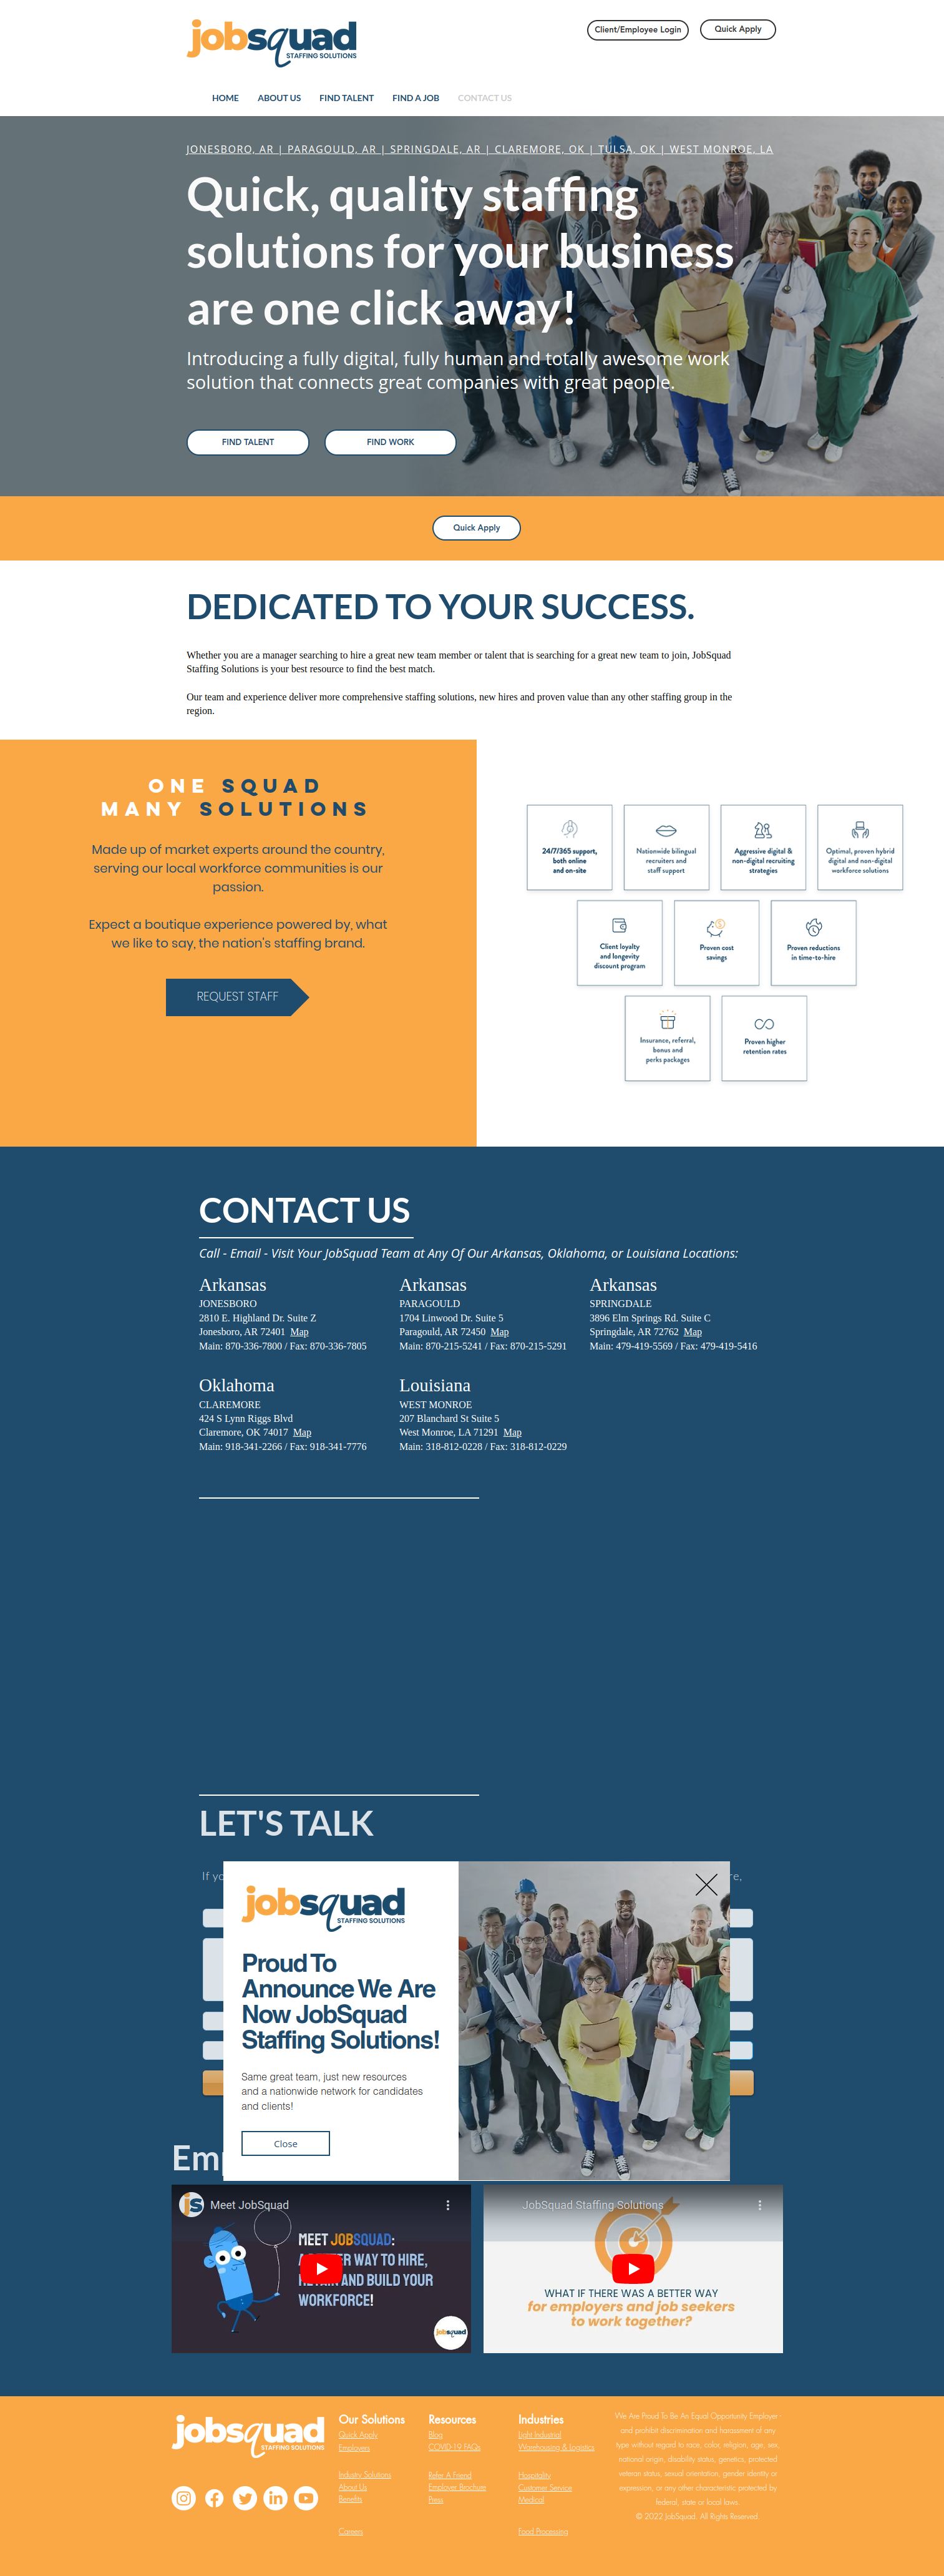 jobsquad
STAFFING SOLUTIONS
Client/Employee Login
Quick Apply
HOME
ABOUT US
FIND TALENT
FIND A JOB
CONTACT US
JONESBORO, AR | PARAGOULD, AR | SPRINGDALE, AR | CLAREMORE, OK | TULSA, OK | WEST MONROE, LA
Quick, quality staffing
solutions for your business
are one click away!
Introducing a fully digital, fully human and totally awesome work
solution that connects great companies with great people.
FIND TALENT
FIND WORK
Quick Apply
DEDICATED TO YOUR SUCCESS.
Whether you are a manager searching to hire a great new team member or talent that is searching for a great new team to join, JobSquad
Staffing Solutions is your best resource to find the best match.
Our team and experience deliver more comprehensive staffing solutions, new hires and proven value than any other staffing group in the
region.
ONE SQUAD
MANY SOLUTIONS
Made up of market experts around the country,
serving our local workforce communities is our
passion.
Expect a boutique experience powered by, what
we like to say, the nation's staffing brand.
REQUEST STAFF
24/7/365 support,
both online
and on-site
Nationwide bilingual
recruiters and
staff support
Aggressive digital &
non-digital recruiting
strategies
Optimal, proven hybrid
digital and non-digital
workforce solutions
Client loyalty
and longevity
discount program
Proven cost
savings
Proven reductions
in time-to-hire
Insurance, referral,
bonus and
perks packages
Proven higher
retention rates
CONTACT US
Call - Email - Visit Your JobSquad Team at Any Of Our Arkansas, Oklahoma, or Louisiana Locations:
Arkansas
JONESBORO
2810 E. Highland Dr. Suite Z
Jonesboro, AR 72401 Map
Main: 870-336-7800 / Fax: 870-336-7805
Arkansas
PARAGOULD
1704 Linwood Dr. Suite 5
Paragould, AR 72450 Map
Main: 870-215-5241 / Fax: 870-215-5291
Arkansas
SPRINGDALE
3896 Elm Springs Rd. Suite C
Springdale, AR 72762 Map
Main: 479-419-5569 / Fax: 479-419-5416
Oklahoma
CLAREMORE
424 S Lynn Riggs Blvd
Claremore, OK 74017 Map
Main: 918-341-2266 / Fax: 918-341-7776
Louisiana
WEST MONROE
207 Blanchard St Suite 5
West Monroe, LA 71291 Map
Main: 318-812-0228 / Fax: 318-812-0229
LET'S TALK
If
jobsquad
STAFFING SOLUTIONS
Proud To
Announce We Are
Now JobSquad
Staffing Solutions!
Same great team, just new resources
and a nationwide network for candidates
and clients!
Close
Meet JobSquad
MEET JOBSQUAD:
WAY TO HIRE,
AND BUILD YOUR
WORKFORCE!
jobsquad
JobSquad Staffing Solutions
WHAT IF THERE WAS A BETTER WAY
for employers and job seekers
to work together?
jobsquad
STAFFING SOLUTIONS
Our Solutions
Quick Apply
Employers
Industry Solutions
About Us
Benefits
Careers
Resources
Blog
COVID-19 FAQs
Refer A Friend
Employer Brochure
Press
Industries
Light Industrial
Warehousing & Logistics
Hospitality
Customer Service
Medical
Food Processing
We Are Proud To Be An Equal Opportunity Employer
and prohibit discrimination and harassment of any
type without regard to race, color, religion, age, sex,
national origin, disability status, genetics, protected
veteran status, sexual orientation, gender identity or
expression, or any other characteristic protected by
federal, state or local laws.
© 2022 JobSquad. All Rights Reserved.